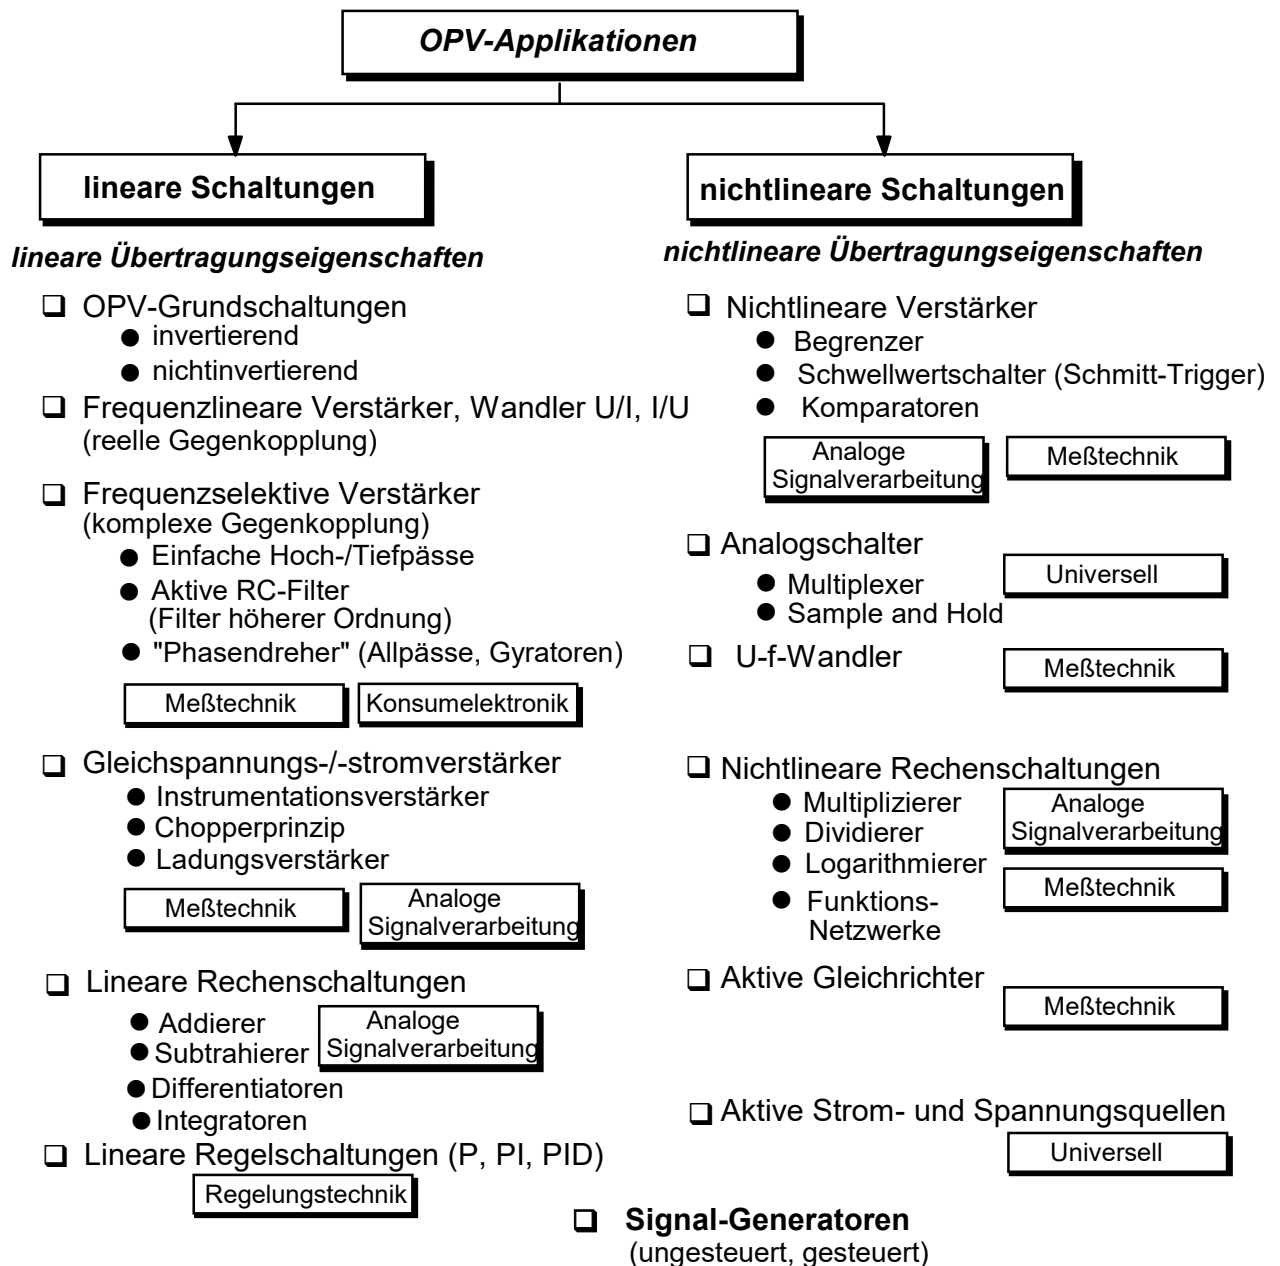 OPV-Applikationen
lineare Schaltungen
lineare Übertragungseigenschaften
❑ OPV-Grundschaltungen
● invertierend
● nichtinvertierend
❑ Frequenzlineare Verstärker, Wandler U/I, I/U
(reelle Gegenkopplung)
❑ Frequenzselektive Verstärker
(komplexe Gegenkopplung)
● Einfache Hoch-/Tiefpässe
● Aktive RC-Filter
(Filter höherer Ordnung)
● "Phasendreher" (Allpässe, Gyratoren)
Meßtechnik
Konsumelektronik
❑ Gleichspannungs-/-stromverstärker
● Instrumentationsverstärker
● Chopperprinzip
● Ladungsverstärker
Meßtechnik
Analoge
Signalverarbeitung
❑ Lineare Rechenschaltungen
● Addierer
● Subtrahierer
● Differentiatoren
● Integratoren
Analoge
Signalverarbeitung
❑ Lineare Regelschaltungen (P, PI, PID)
Regelungstechnik
nichtlineare Schaltungen
nichtlineare Übertragungseigenschaften
❑ Nichtlineare Verstärker
● Begrenzer
● Schwellwertschalter (Schmitt-Trigger)
● Komparatoren
Analoge
Signalverarbeitung
Meßtechnik
❑ Analogschalter
● Multiplexer
● Sample and Hold
Universell
❑ U-f-Wandler
Meßtechnik
❑ Nichtlineare Rechenschaltungen
● Multiplizierer
● Dividierer
● Logarithmierer
● Funktions-
Netzwerke
Analoge
Signalverarbeitung
Meßtechnik
❑ Aktive Gleichrichter
Meßtechnik
❑ Aktive Strom- und Spannungsquellen
Universell
❑ Signal-Generatoren
(ungesteuert, gesteuert)